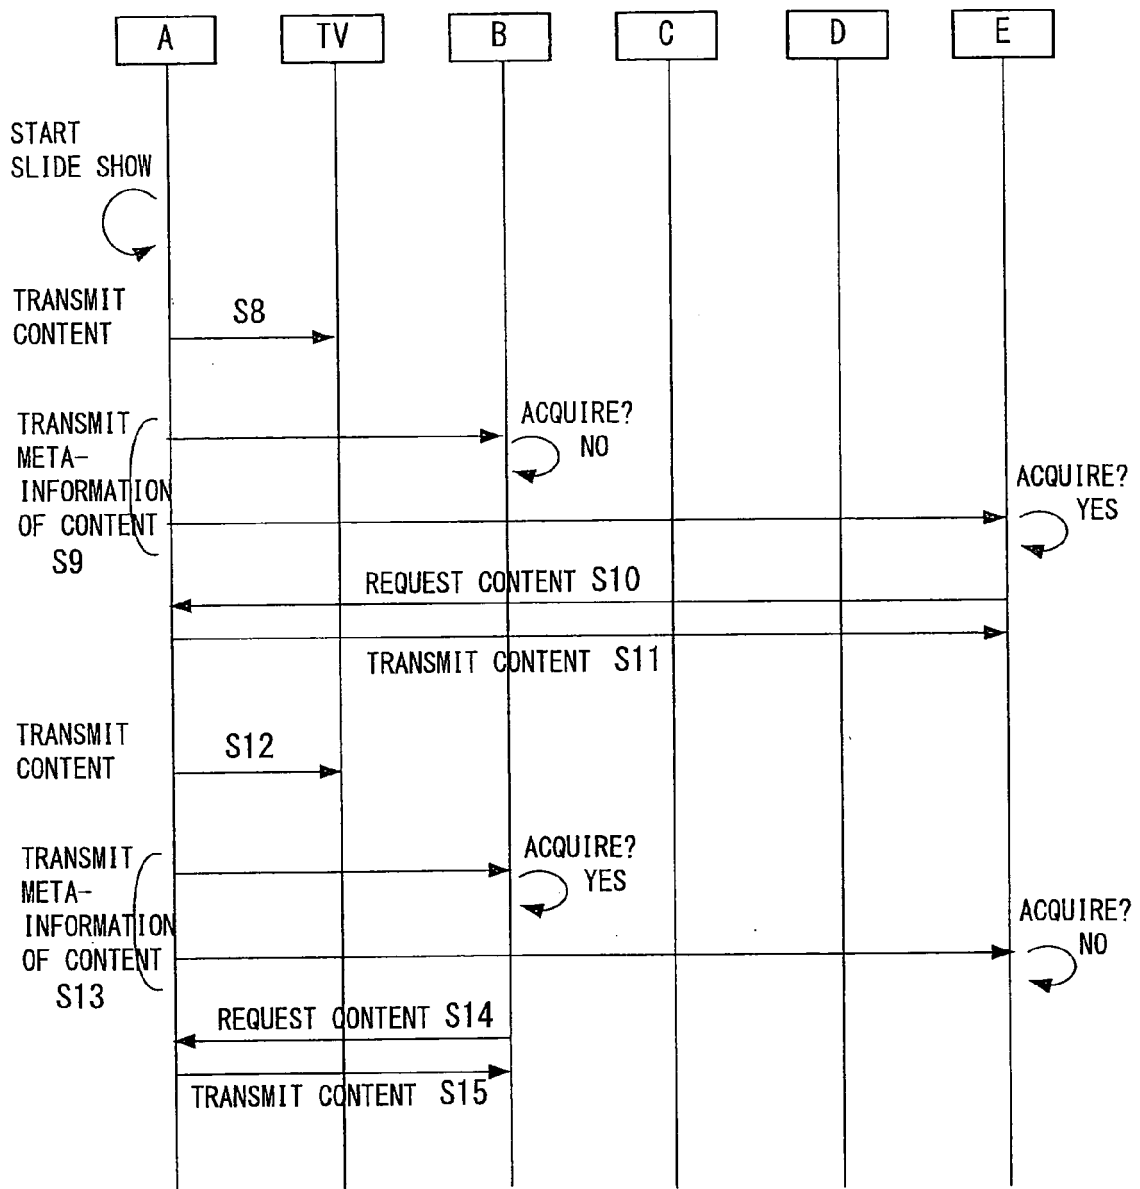 A
TV
B
C
D
E
START
SLIDE SHOW
TRANSMIT
CONTENT
S8
TRANSMIT
META-
INFORMATION
OF CONTENT
S9
ACQUIRE?
NO
ACQUIRE?
YES
REQUEST CONTENT S10
TRANSMIT CONTENT S11
TRANSMIT
CONTENT
S12
TRANSMIT
META-
INFORMATION
OF CONTENT
S13
ACQUIRE?
YES
ACQUIRE?
NO
REQUEST CONTENT S14
TRANSMIT CONTENT S15